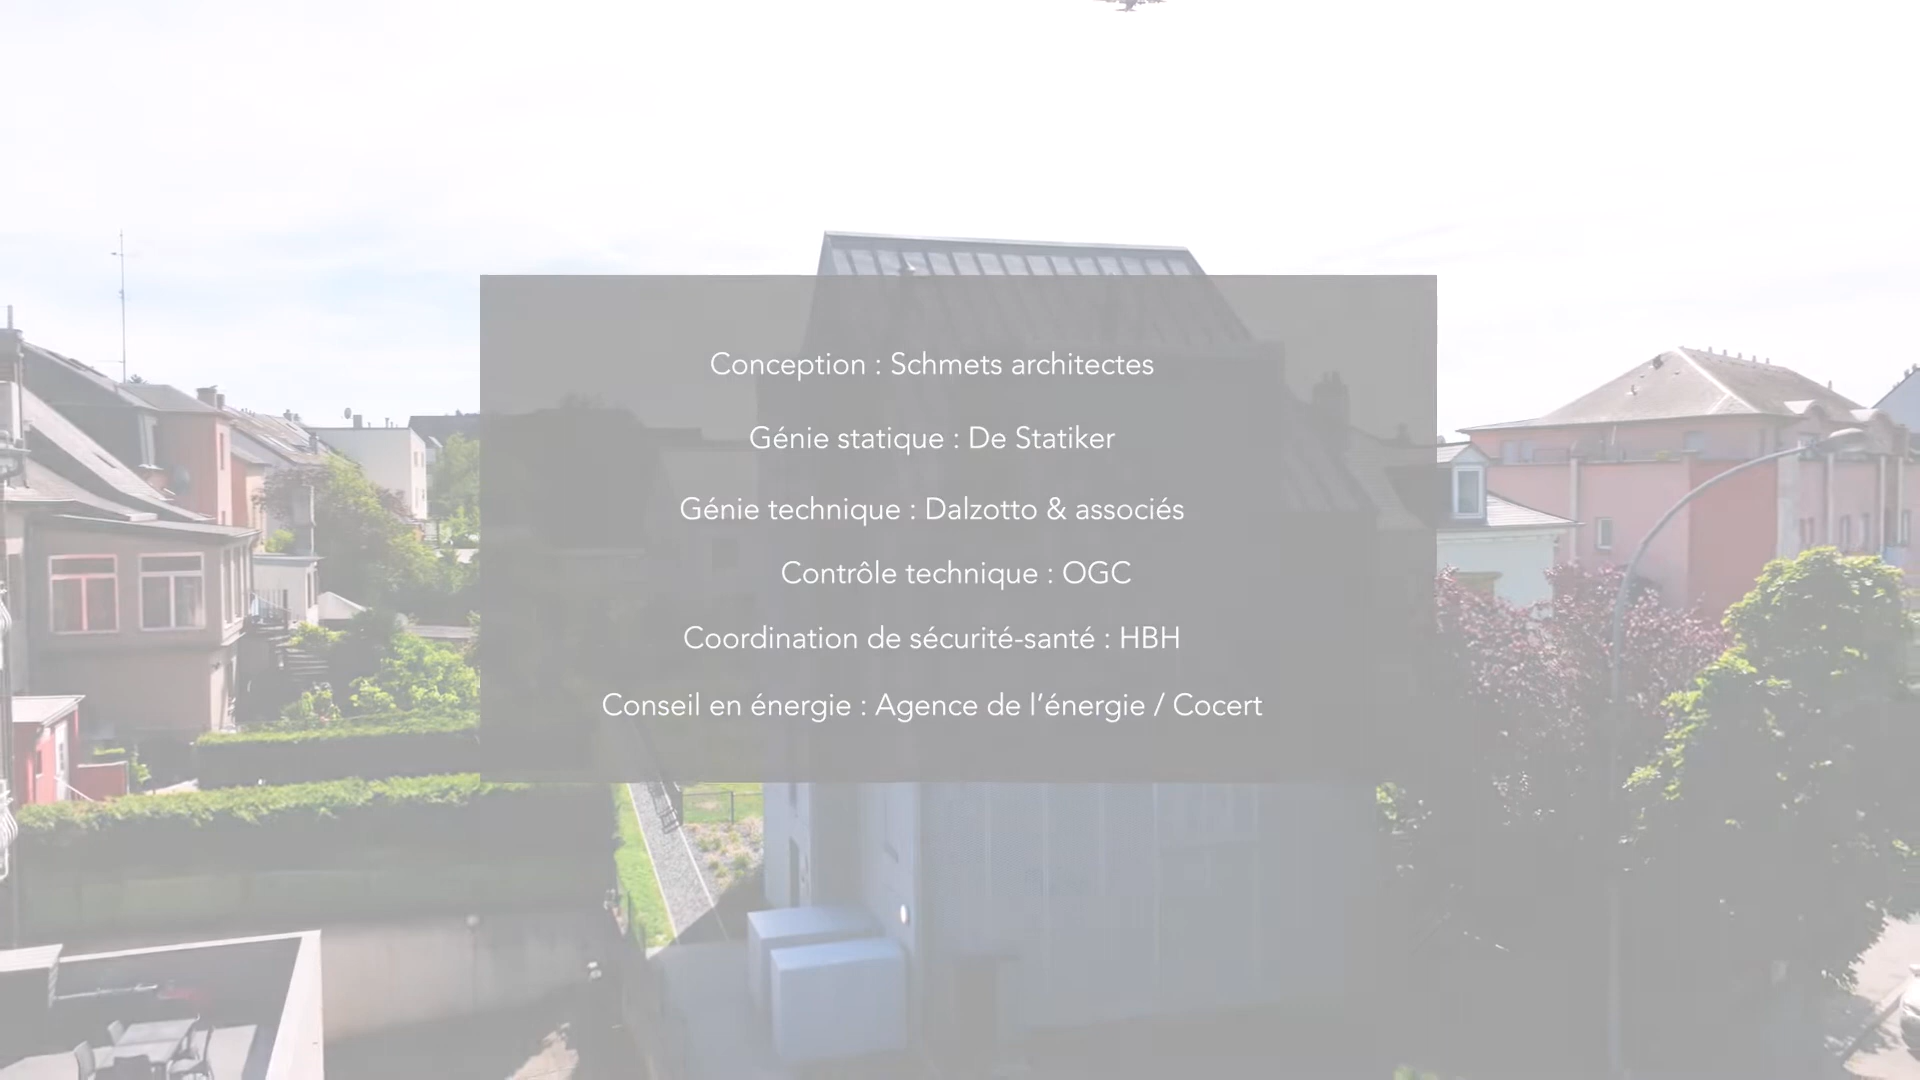 Conception : Schmets architectes
Génie statique : De Statiker
Génie technique : Dalzotto & associés
Contrôle technique : OGC
Coordination de sécurité-santé : HBH
Conseil en énergie : Agence de l’énergie / Cocert